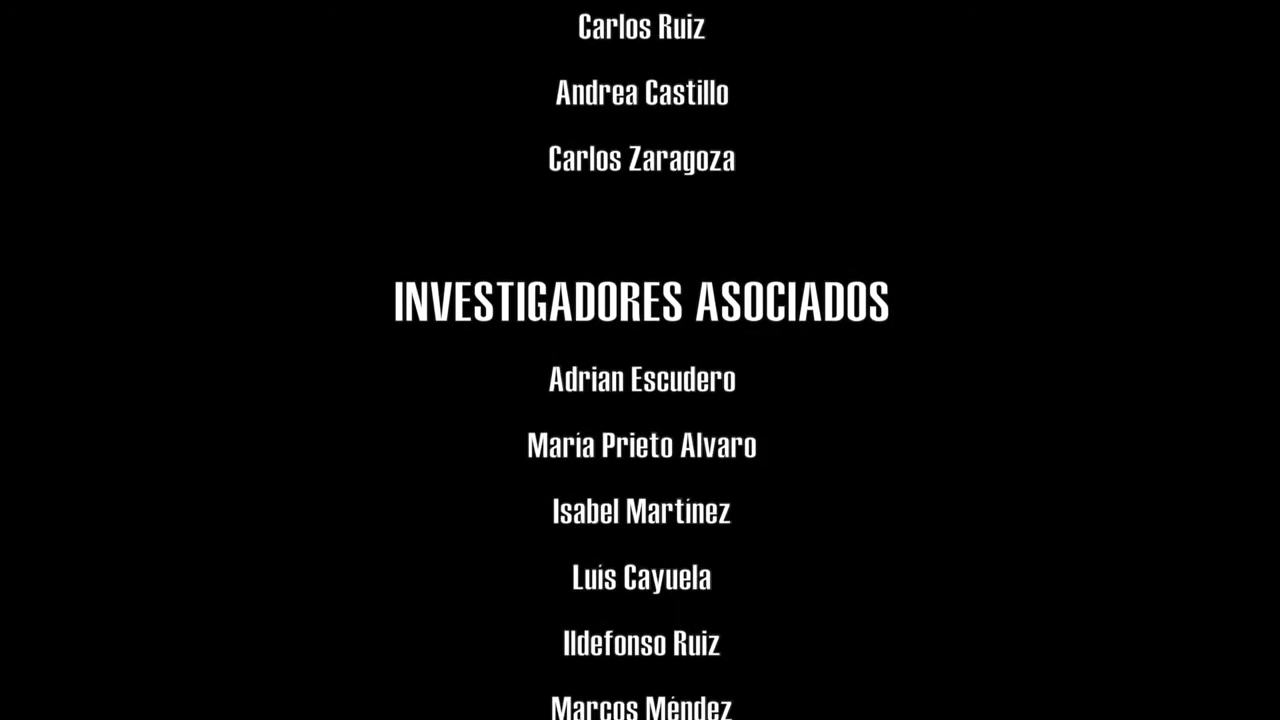 Carlos Ruiz
Andrea Castillo
Carlos Zaragoza
INVESTIGADORES ASOCIADOS
Adrian Escudero
María Prieto Alvaro
Isabel Martínez
Luis Cayuela
Ildefonso Ruiz
Marcos Méndez